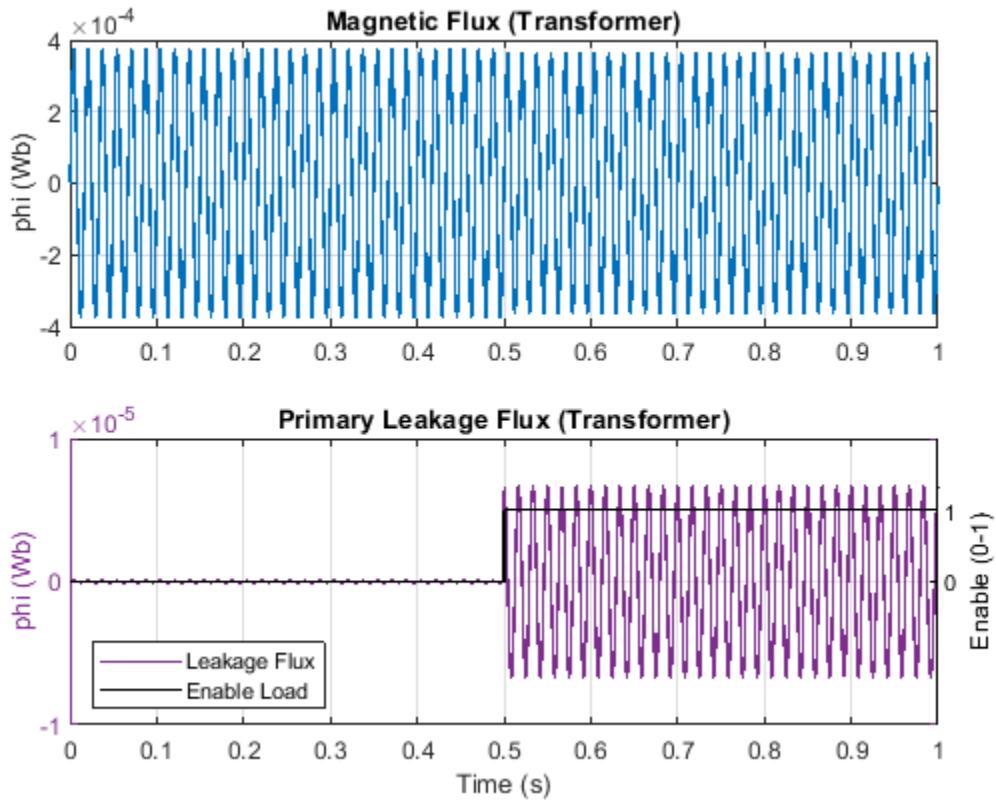 Magnetic Flux (Transformer)
×10-4
4
2
0
-2
-4
phi (Wb)
0 0.1 0.2 0.3 0.4 0.5 0.6 0.7 0.8 0.9 1
Primary Leakage Flux (Transformer)
×10-5
1
0
-1
phi (Wb)
1
0
Enable (0-1)
Leakage Flux
Enable Load
0 0.1 0.2 0.3 0.4 0.5 0.6 0.7 0.8 0.9 1
Time (s)